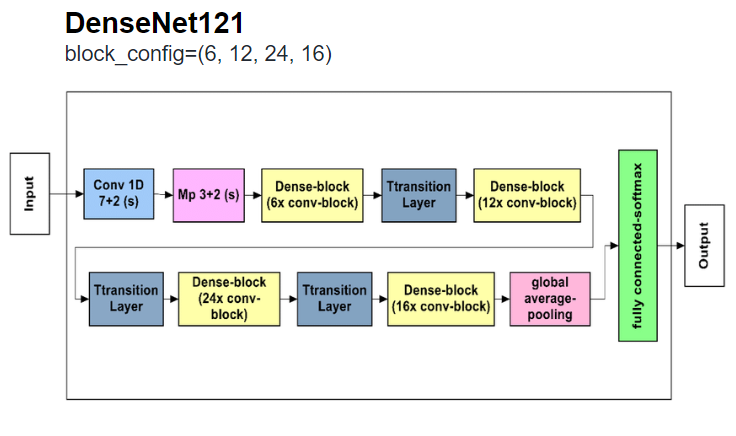 DenseNet121
block_config=(6, 12, 24, 16)
Input
Conv 1D
7+2 (s)
Mp 3+2 (s)
Dense-block
(6x conv-block)
Ttransition
Layer
Dense-block
(12x conv-block)
Ttransition
Layer
Dense-block
(24x conv-
block)
Ttransition
Layer
Dense-block
(16x conv-block)
global
average-
pooling
fully connected-softmax
Output